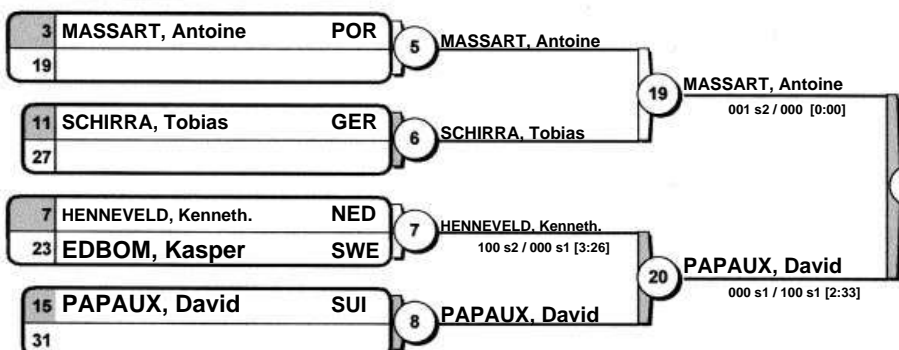 3 MASSART, Antoine POR
19
5
MASSART, Antoine
11 SCHIRRA, Tobias GER
27
6
SCHIRRA, Tobias
19
MASSART, Antoine
001 s2 / 000 [0:00]
7 HENNEVELD, Kenneth. NED
23 EDBOM, Kasper SWE
7
HENNEVELD, Kenneth.
100 s2 / 000 s1 [3:26]
15 PAPAUX, David SUI
31
8
PAPAUX, David
20
PAPAUX, David
000 s1 / 100 s1 [2:33]